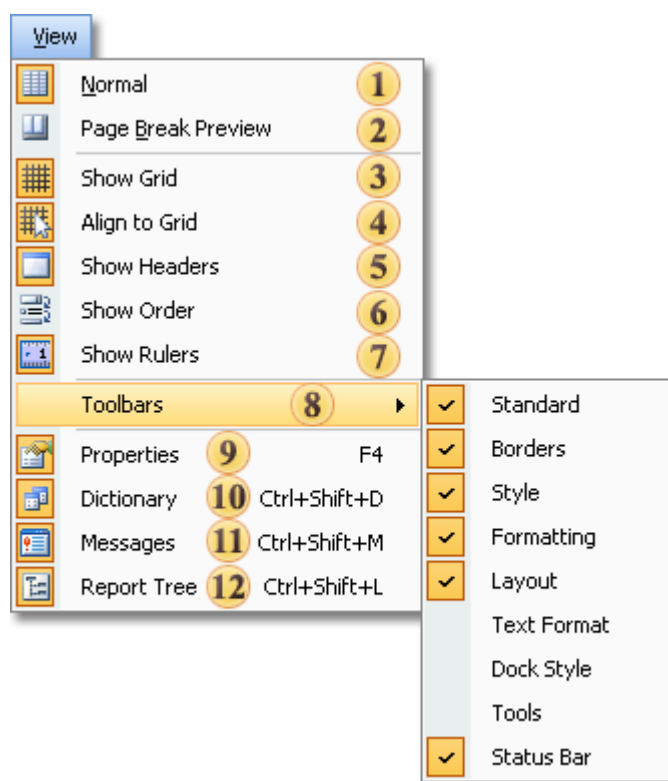 View
Normal 1
Page Break Preview 2
Show Grid 3
Align to Grid 4
Show Headers 5
Show Order 6
Show Rulers 7
Toolbars 8
Properties 9 F4
Dictionary 10 Ctrl+Shift+D
Messages 11 Ctrl+Shift+M
Report Tree 12 Ctrl+Shift+L
Standard
Borders
Style
Formatting
Layout
Text Format
Dock Style
Tools
Status Bar